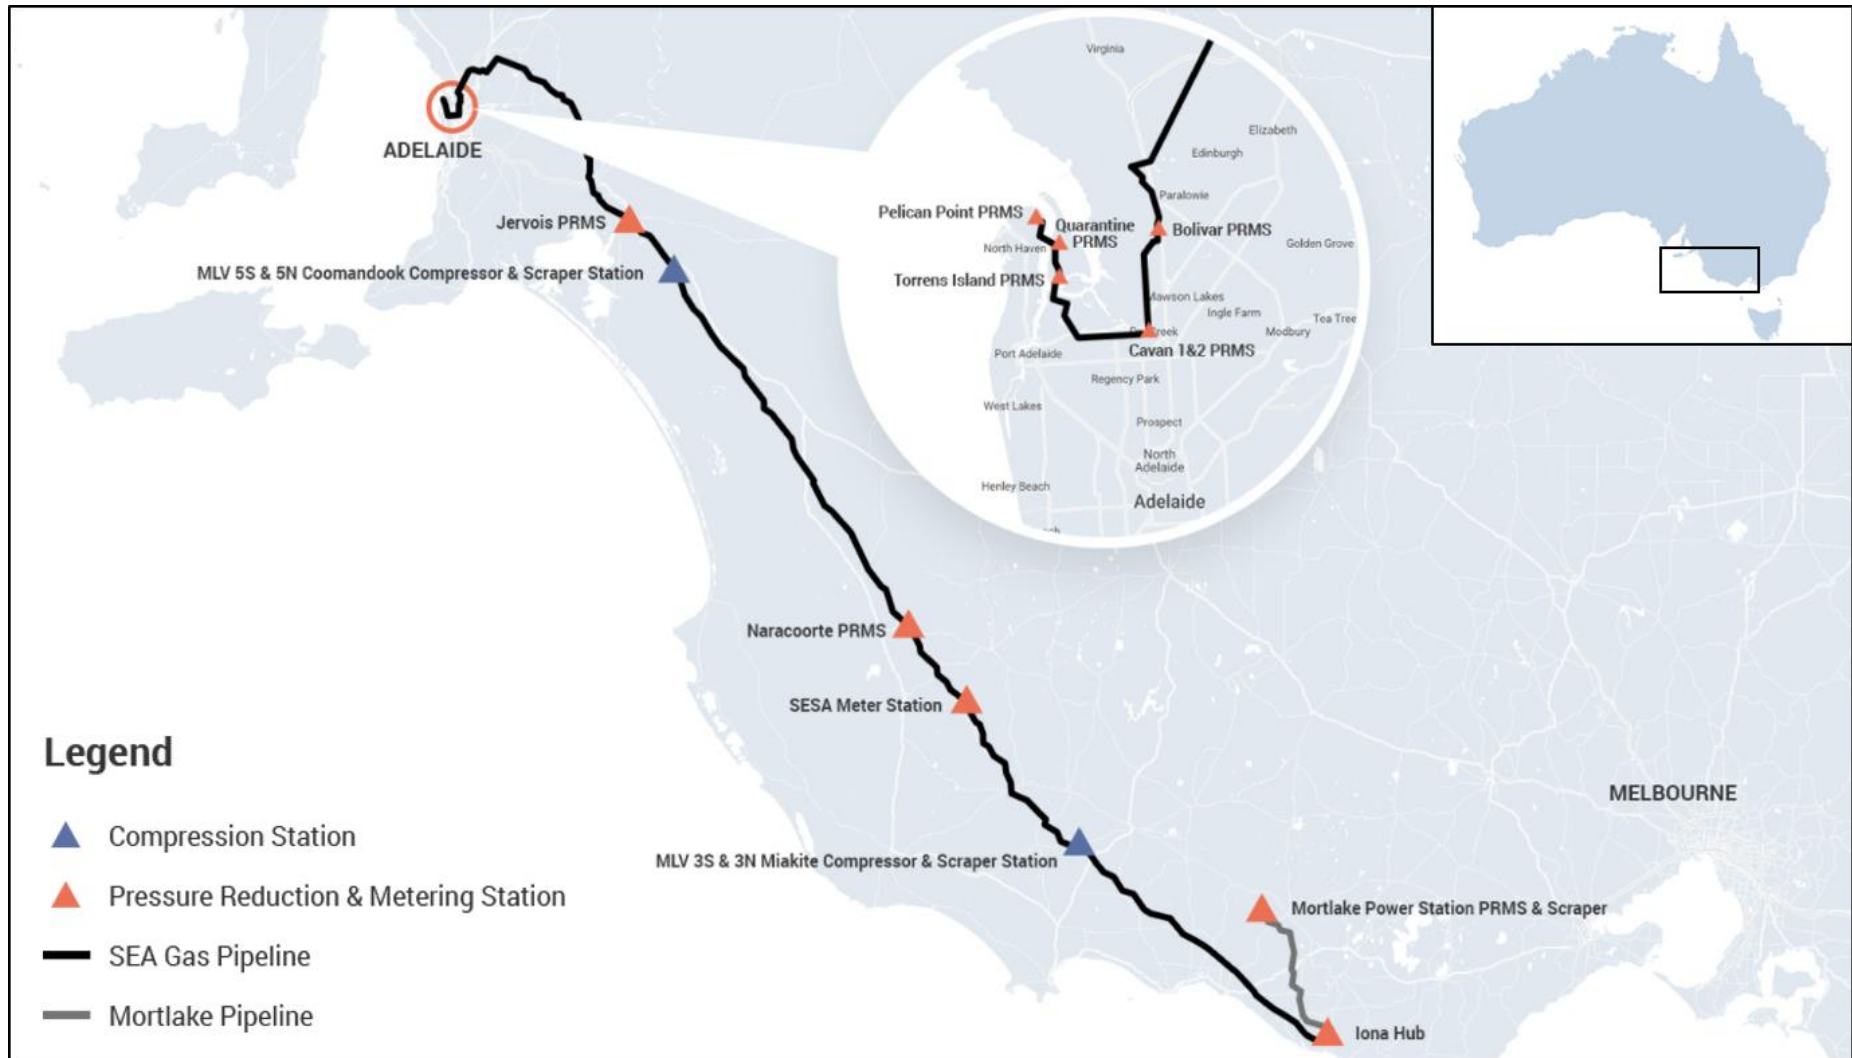 ADELAIDE
Jervois PRMS
MLV 5S & 5N Coomandook Compressor & Scraper Station
Virginia
Elizabeth
Edinburgh
Paralowie
Pelican Point PRMS
Quarantine
PRMS
Bolivar PRMS
North Haven
Golden Grove
Torrens Island PRMS
Mawson Lakes
Ingle Farm
Tea Tree
Modbury
Creek
Port Adelaide
Cavan 1&2 PRMS
Regency Park
West Lakes
Prospect
North
Adelaide
Henley Beach
Adelaide
Naracoorte PRMS
SESA Meter Station
MELBOURNE
MLV 3S & 3N Miakite Compressor & Scraper Station
Mortlake Power Station PRMS & Scraper
Iona Hub
Legend
Compression Station
Pressure Reduction & Metering Station
SEA Gas Pipeline
Mortlake Pipeline